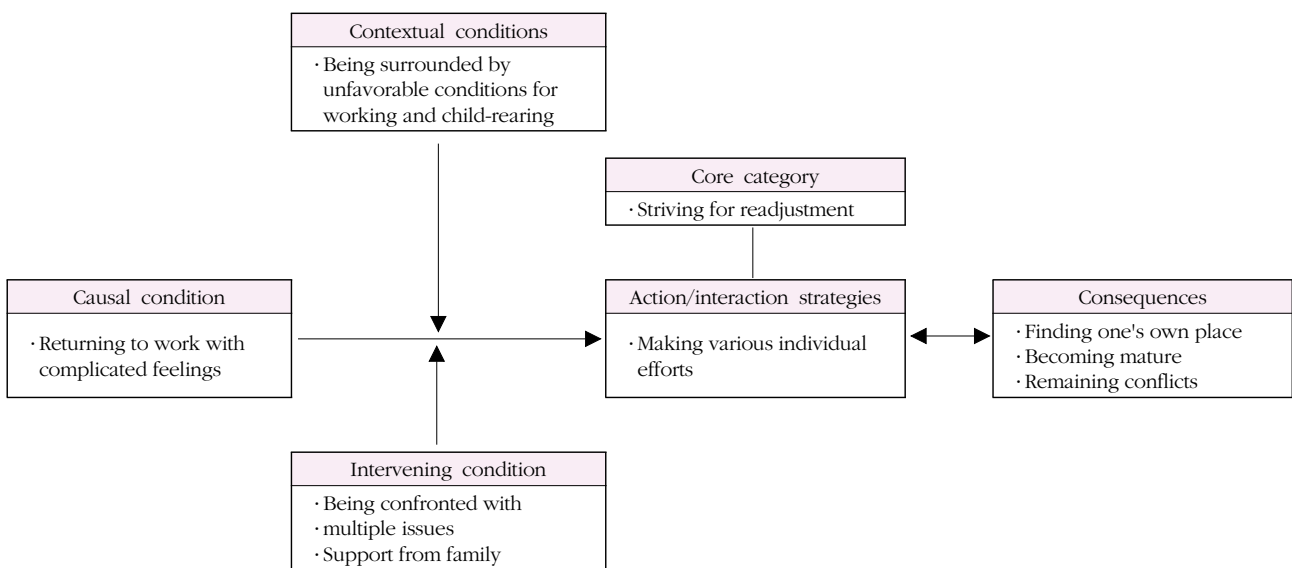 Contextual conditions
· Being surrounded by
unfavorable conditions for
working and child-rearing
Core category
· Striving for readjustment
Causal condition
· Returning to work with
complicated feelings
Action/interaction strategies
· Making various individual
efforts
Consequences
· Finding one's own place
· Becoming mature
· Remaining conflicts
Intervening condition
· Being confronted with
· multiple issues
· Support from family